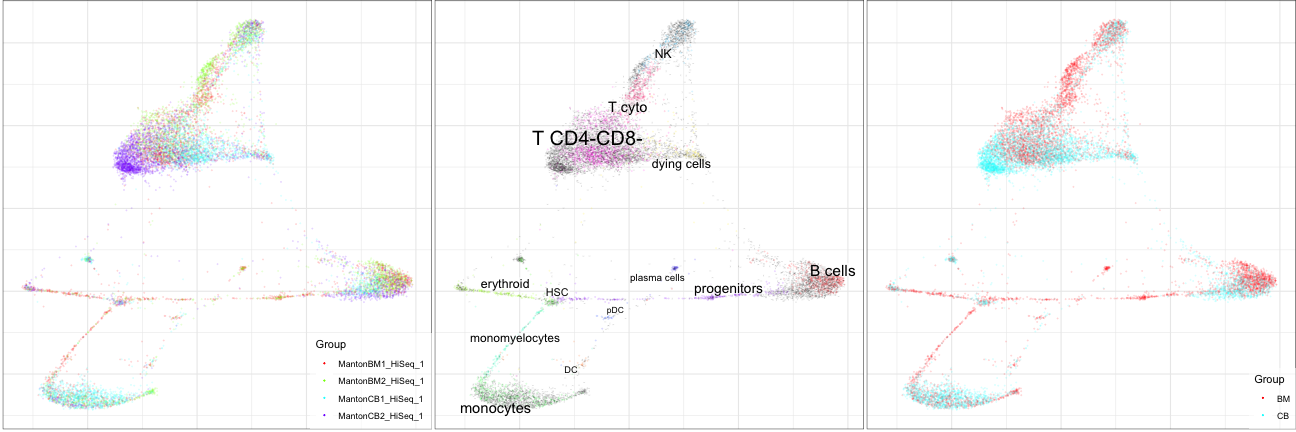 Group
MantonBM1_HiSeq_1
MantonBM2_HiSeq_1
MantonCB1_HiSeq_1
MantonCB2_HiSeq_1
NK
T cyto
T CD4-CD8-
dying cells
B cells
plasma cells
erythroid
HSC
progenitors
pDC
monomyelocytes
DC
monocytes
Group
BM
CB